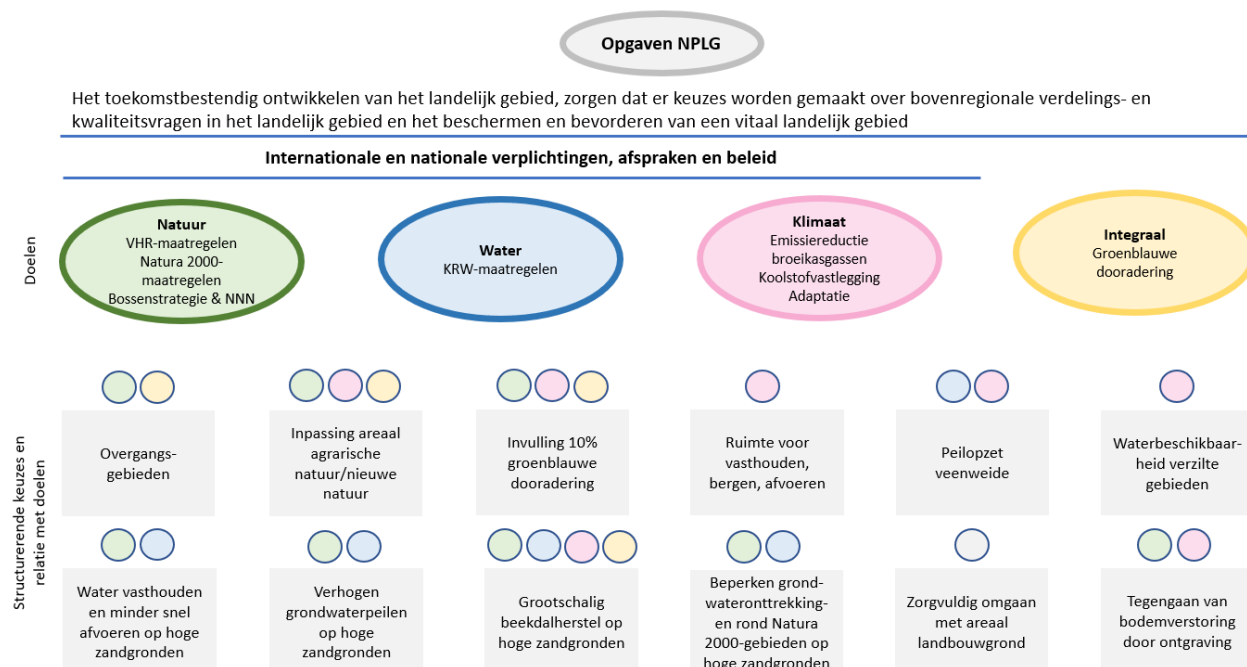 Opgaven NPLG
Het toekomstbestendig ontwikkelen van het landelijk gebied, zorgen dat er keuzes worden gemaakt over bovenregionale verdelings- en
kwaliteitsvragen in het landelijk gebied en het beschermen en bevorderen van een vitaal landelijk gebied
Internationale en nationale verplichtingen, afspraken en beleid
Doelen
Natuur
VHR-maatregelen
Natura 2000-
maatregelen
Bossenstrategie & NNN
Water
KRW-maatregelen
Klimaat
Emissiereductie
broeikasgassen
Koolstofvastlegging
Adaptatie
Integraal
Groenblauwe
dooradering
Structurerende keuzes en
relatie met doelen
Overgangs-
gebieden
Inpassing areaal
agrarische
natuur/nieuwe
natuur
Invulling 10%
groenblauwe
dooradering
Ruimte voor
vasthouden,
bergen, afvoeren
Peilopzet
veenweide
Waterbeschikbaar-
heid verzilte
gebieden
Water vasthouden
en minder snel
afvoeren op hoge
zandgronden
Verhogen
grondwaterpeilen
op hoge
zandgronden
Grootschalig
beekdalherstel op
hoge zandgronden
Beperken grond-
wateronttrekking-
en rond Natura
2000-gebieden op
hoge zandgronden
Zorgvuldig omgaan
met areaal
landbouwgrond
Tegengaan van
bodemverstoring
door ontgraving